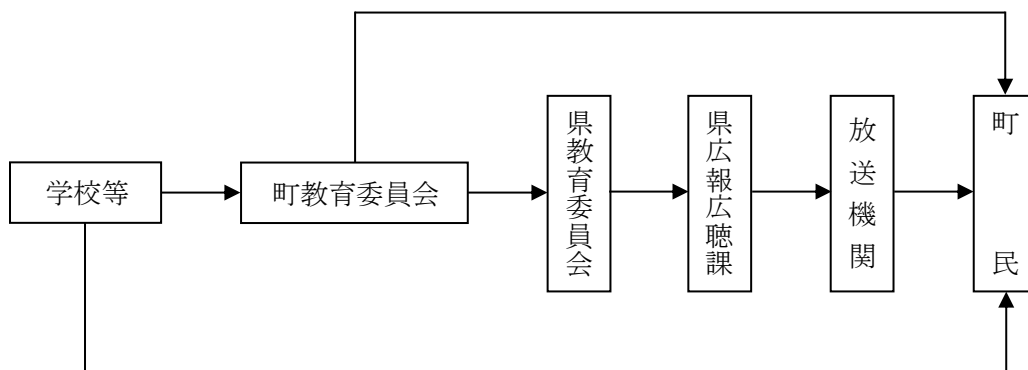 学校等
町教育委員会
県教育委員会
県広報広聴課
放送機関
町民